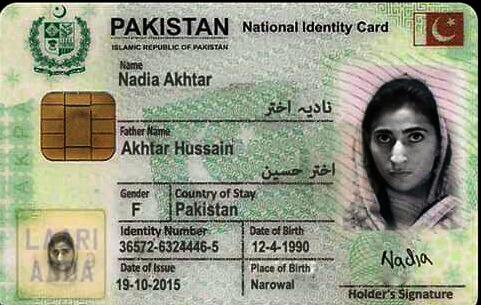 PAKISTAN National Identity Card
ISLAMIC REPUBLIC OF PAKISTAN
Name
Nadia Akhtar
نادیہ اختر
Father Name
Akhtar Hussain
اختر حسین
Gender Country of Stay
F Pakistan
Identity Number Date of Birth
36572-6324446-5 12-4-1990
Date of Issue Place of Birth
19-10-2015 Narowal
Nadia
Holder's Signature